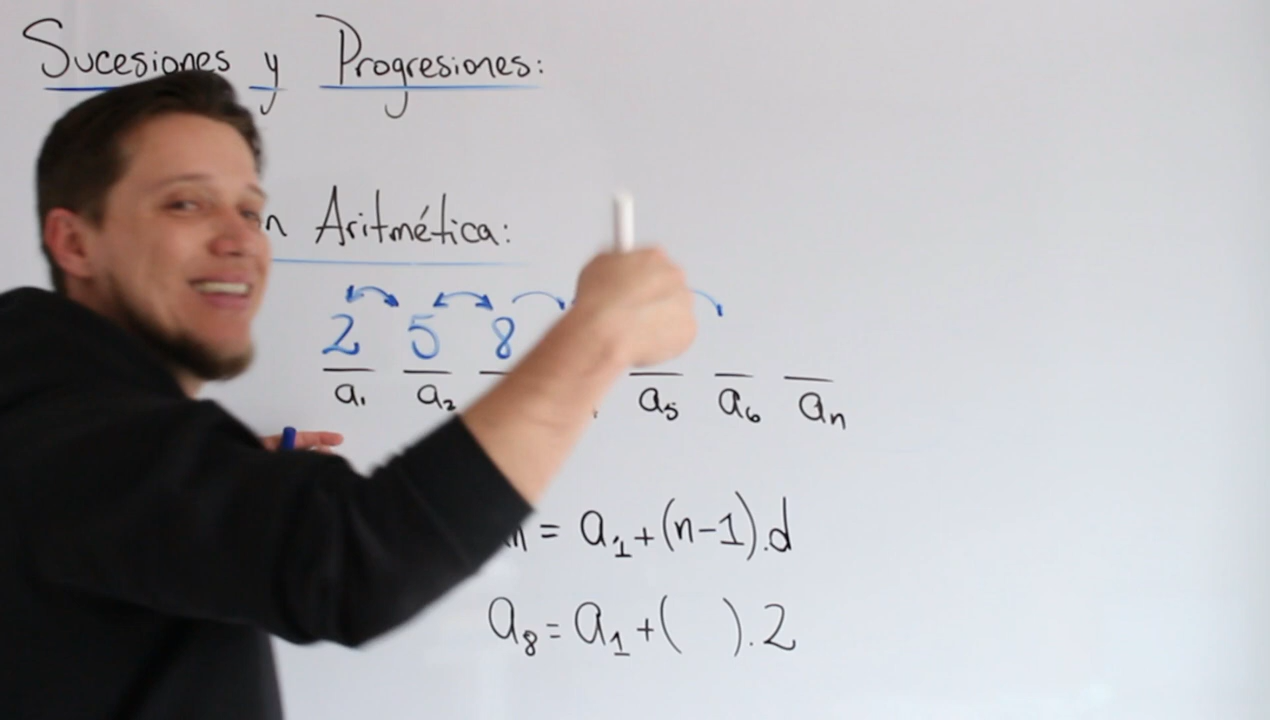 Sucesiones y Progresiones:
n Aritmética:
2 5 8
a₁ a₂ a₅ a₆ aₙ
n = a₁+(n-1).d
a₈= a₁+( ).2